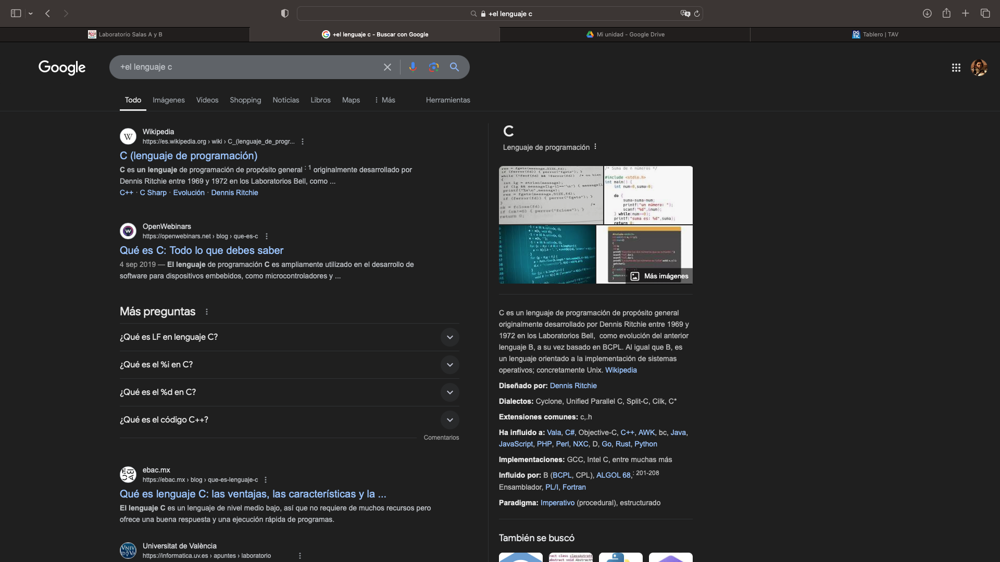 +el lenguaje c
Laboratorio Salas A y B
+el lenguaje c - Buscar con Google
Mi unidad - Google Drive
DG TIC
Tablero | TAV
Google
+el lenguaje c
Todo
Imágenes
Vídeos
Shopping
Noticias
Libros
Maps
Más
Herramientas
Wikipedia
https://es.wikipedia.org › wiki › C_(lenguaje_de_progr...
C (lenguaje de programación)
C es un lenguaje de programación de propósito general : 1 originalmente desarrollado por
Dennis Ritchie entre 1969 y 1972 en los Laboratorios Bell, como ...
C++ · C Sharp · Evolución · Dennis Ritchie
OpenWebinars
https://openwebinars.net › blog › que-es-c
Qué es C: Todo lo que debes saber
4 sep 2019 — El lenguaje de programación C es ampliamente utilizado en el desarrollo de
software para dispositivos embebidos, como microcontroladores y ...
Más preguntas
¿Qué es LF en lenguaje C?
¿Qué es el %i en C?
¿Qué es el %d en C?
¿Qué es el código C++?
Comentarios
ebac.mx
https://ebac.mx › blog › que-es-lenguaje-c
Qué es lenguaje C: las ventajas, las características y la ...
El lenguaje C es un lenguaje de nivel medio bajo, así que no requiere de muchos recursos pero
ofrece una buena respuesta y una ejecución rápida de programas.
Universitat de València
https://informatica.uv.es › apuntes › laboratorio
C
Lenguaje de programación
/* Suma de n números */
#include <stdio.h>
int main() {
int num=0,suma=0;
do {
suma=suma+num;
printf("un número: ");
scanf("%d",&num);
} while(num>=0);
printf("suma es: %d",suma);
return 0;
Más imágenes
C es un lenguaje de programación de propósito general
originalmente desarrollado por Dennis Ritchie entre 1969 y
1972 en los Laboratorios Bell, como evolución del anterior
lenguaje B, a su vez basado en BCPL. Al igual que B, es
un lenguaje orientado a la implementación de sistemas
operativos; concretamente Unix. Wikipedia
Diseñado por: Dennis Ritchie
Dialectos: Cyclone, Unified Parallel C, Split-C, Cilk, C*
Extensiones comunes: c,.h
Ha influido a: Vala, C#, Objective-C, C++, AWK, bc, Java,
JavaScript, PHP, Perl, NXC, D, Go, Rust, Python
Implementaciones: GCC, Intel C, entre muchas más
Influido por: B (BCPL, CPL), ALGOL 68,: 201-208
Ensamblador, PL/I, Fortran
Paradigma: Imperativo (procedural), estructurado
También se buscó